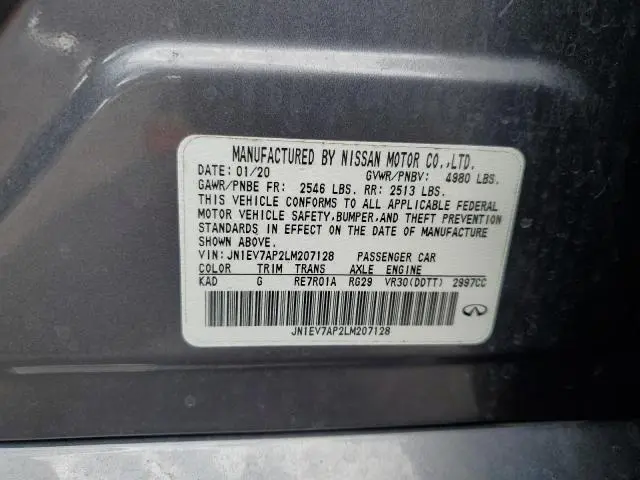 MANUFACTURED BY NISSAN MOTOR CO.,LTD.
DATE: 01/20 GVWR/PNBV: 4980 LBS.
GAWR/PNBE FR: 2546 LBS. RR: 2513 LBS.
THIS VEHICLE CONFORMS TO ALL APPLICABLE FEDERAL
MOTOR VEHICLE SAFETY,BUMPER,AND THEFT PREVENTION
STANDARDS IN EFFECT ON THE DATE OF MANUFACTURE
SHOWN ABOVE.
VIN: JN1EV7AP2LM207128 PASSENGER CAR
COLOR TRIM TRANS AXLE ENGINE
KAD G RE7R01A RG29 VR30(DDTT) 2997CC
JN1EV7AP2LM207128